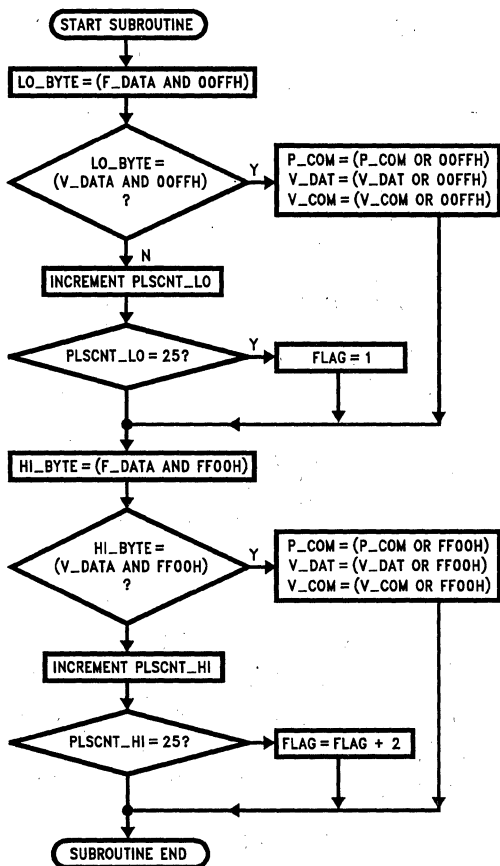 START SUBROUTINE
LO_BYTE=(F_DATA AND 00FFH)
LO_BYTE=
(V_DATA AND 00FFH)
?
Y
P_COM=(P_COM OR 00FFH)
V_DAT=(V_DAT OR 00FFH)
V_COM=(V_COM OR 00FFH)
N
INCREMENT PLSCNT_LO
PLSCNT_LO=25?
Y
FLAG=1
HI_BYTE=(F_DATA AND FF00H)
HI_BYTE=
(V_DATA AND FF00H)
?
Y
P_COM=(P_COM OR FF00H)
V_DAT=(V_DAT OR FF00H)
V_COM=(V_COM OR FF00H)
INCREMENT PLSCNT_HI
PLSCNT_HI=25?
FLAG=FLAG + 2
SUBROUTINE END